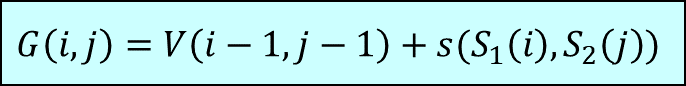 G(i,j) = V(i − 1,j − 1) + s(S₁(i),S₂(j))